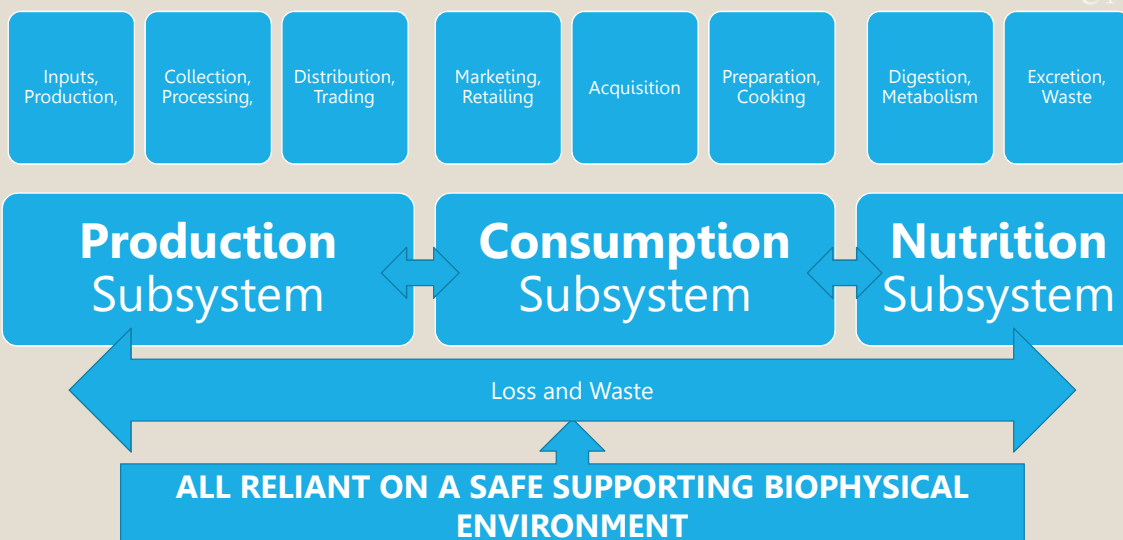 Inputs,
Production,
Collection,
Processing,
Distribution,
Trading
Marketing,
Retailing
Acquisition
Preparation,
Cooking
Digestion,
Metabolism
Excretion,
Waste
Production
Subsystem
Consumption
Subsystem
Nutrition
Subsystem
Loss and Waste
ALL RELIANT ON A SAFE SUPPORTING BIOPHYSICAL
ENVIRONMENT